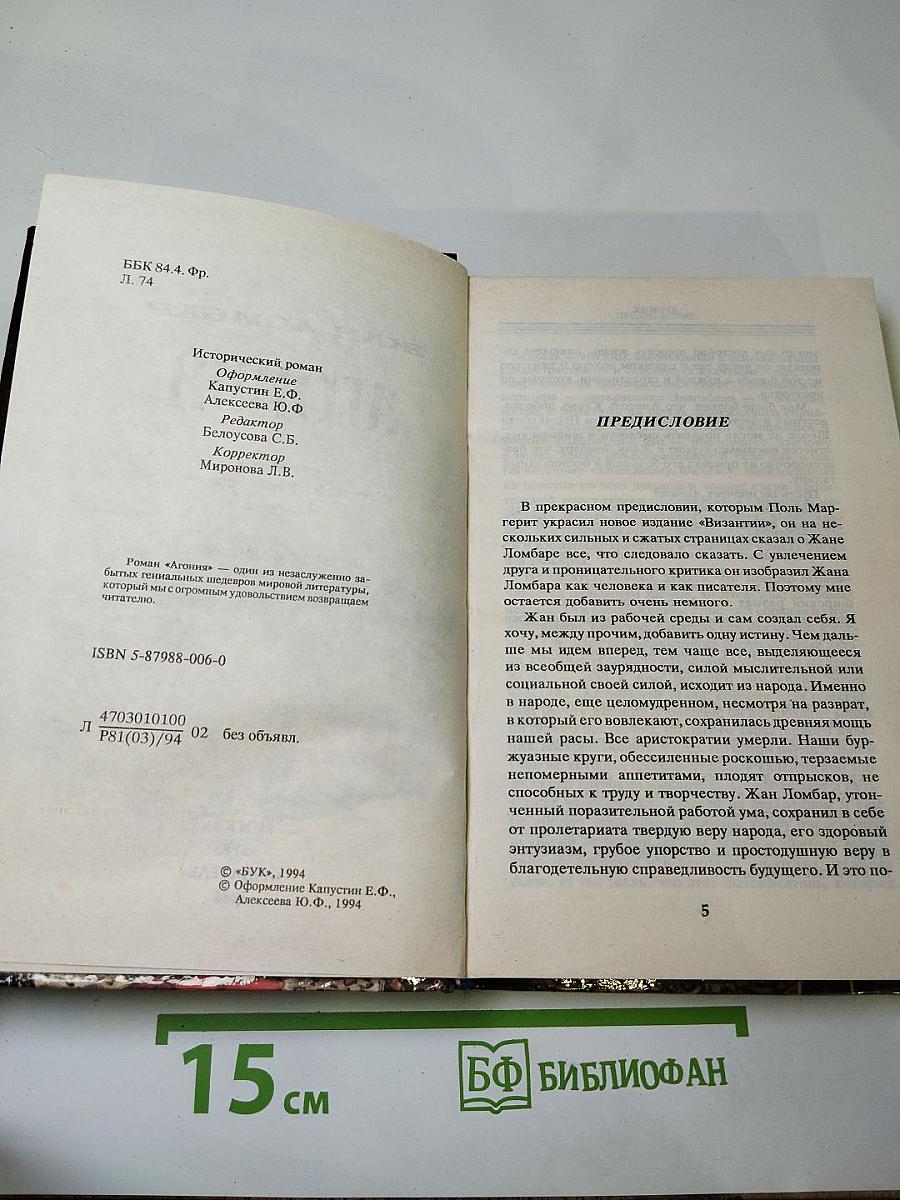 ББК 84.4. Фр.
Л. 74
Исторический роман
Оформление
Капустин Е.Ф.
Алексеева Ю.Ф
Редактор
Белоусова С.Б.
Корректор
Миронова Л.В.
Роман «Агония» — один из незаслуженно за-
бытых гениальных шедевров мировой литературы,
который мы с огромным удовольствием возвращаем
читателю.
ISBN 5-87988-006-0
Л 4703010100 02 без объявл.
Р81(03)/94
© «БУК», 1994
© Оформление Капустин Е.Ф.,
Алексеева Ю.Ф., 1994
ПРЕДИСЛОВИЕ
В прекрасном предисловии, которым Поль Мар-
герит украсил новое издание «Византии», он на не-
скольких сильных и сжатых страницах сказал о Жане
Ломбаре все, что следовало сказать. С увлечением
друга и проницательного критика он изобразил Жана
Ломбара как человека и как писателя. Поэтому мне
остается добавить очень немного.
Жан был из рабочей среды и сам создал себя. Я
хочу, между прочим, добавить одну истину. Чем даль-
ше мы идем вперед, тем чаще все, выделяющееся
из всеобщей заурядности, силой мыслительной или
социальной своей силой, исходит из народа. Именно
в народе, еще целомудренном, несмотря на разврат,
в который его вовлекают, сохранилась древняя мощь
нашей расы. Все аристократии умерли. Наши бур-
жуазные круги, обессиленные роскошью, терзаемые
непомерными аппетитами, плодят отпрысков, не
способных к труду и творчеству. Жан Ломбар, утон-
ченный поразительной работой ума, сохранил в себе
от пролетариата твердую веру народа, его здоровый
энтузиазм, грубое упорство и простодушную веру в
благодетельную справедливость будущего. И это по-
5
15 см
БФ БИБЛИОФАН